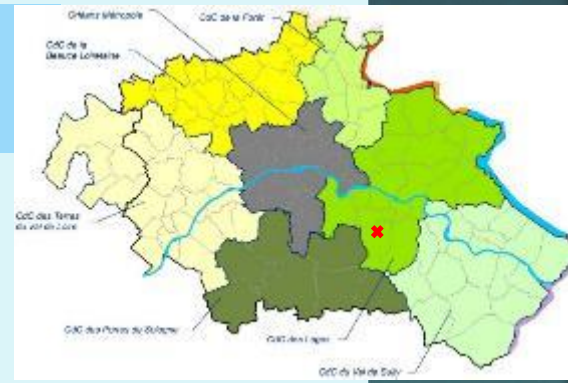 Orléans Métropole
CdC de la Forêt
CdC de la
Beauce Loirétaine
CdC des Terres
du Val de Loire
CdC des Portes de Sologne
CdC des Loges
CdC du Val de Sully